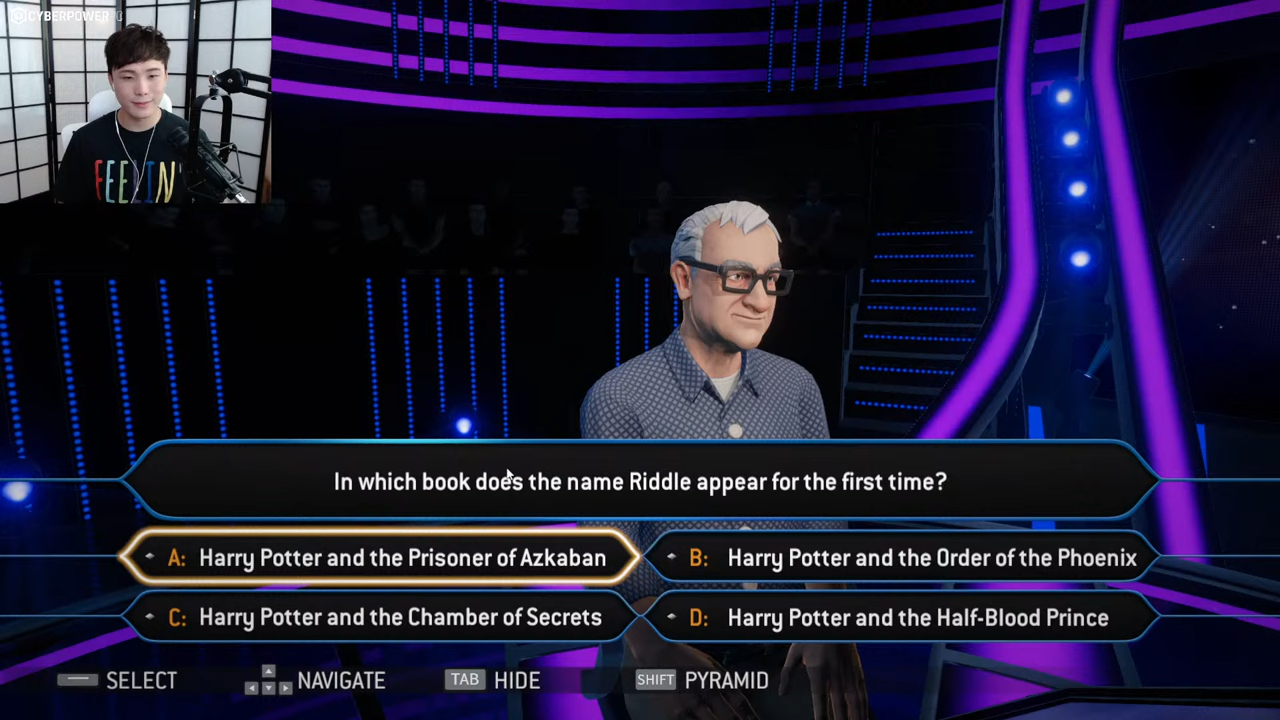 CYBERPOWER
FEELIN'
In which book does the name Riddle appear for the first time?
A: Harry Potter and the Prisoner of Azkaban
B: Harry Potter and the Order of the Phoenix
C: Harry Potter and the Chamber of Secrets
D: Harry Potter and the Half-Blood Prince
SELECT NAVIGATE TAB HIDE SHIFT PYRAMID